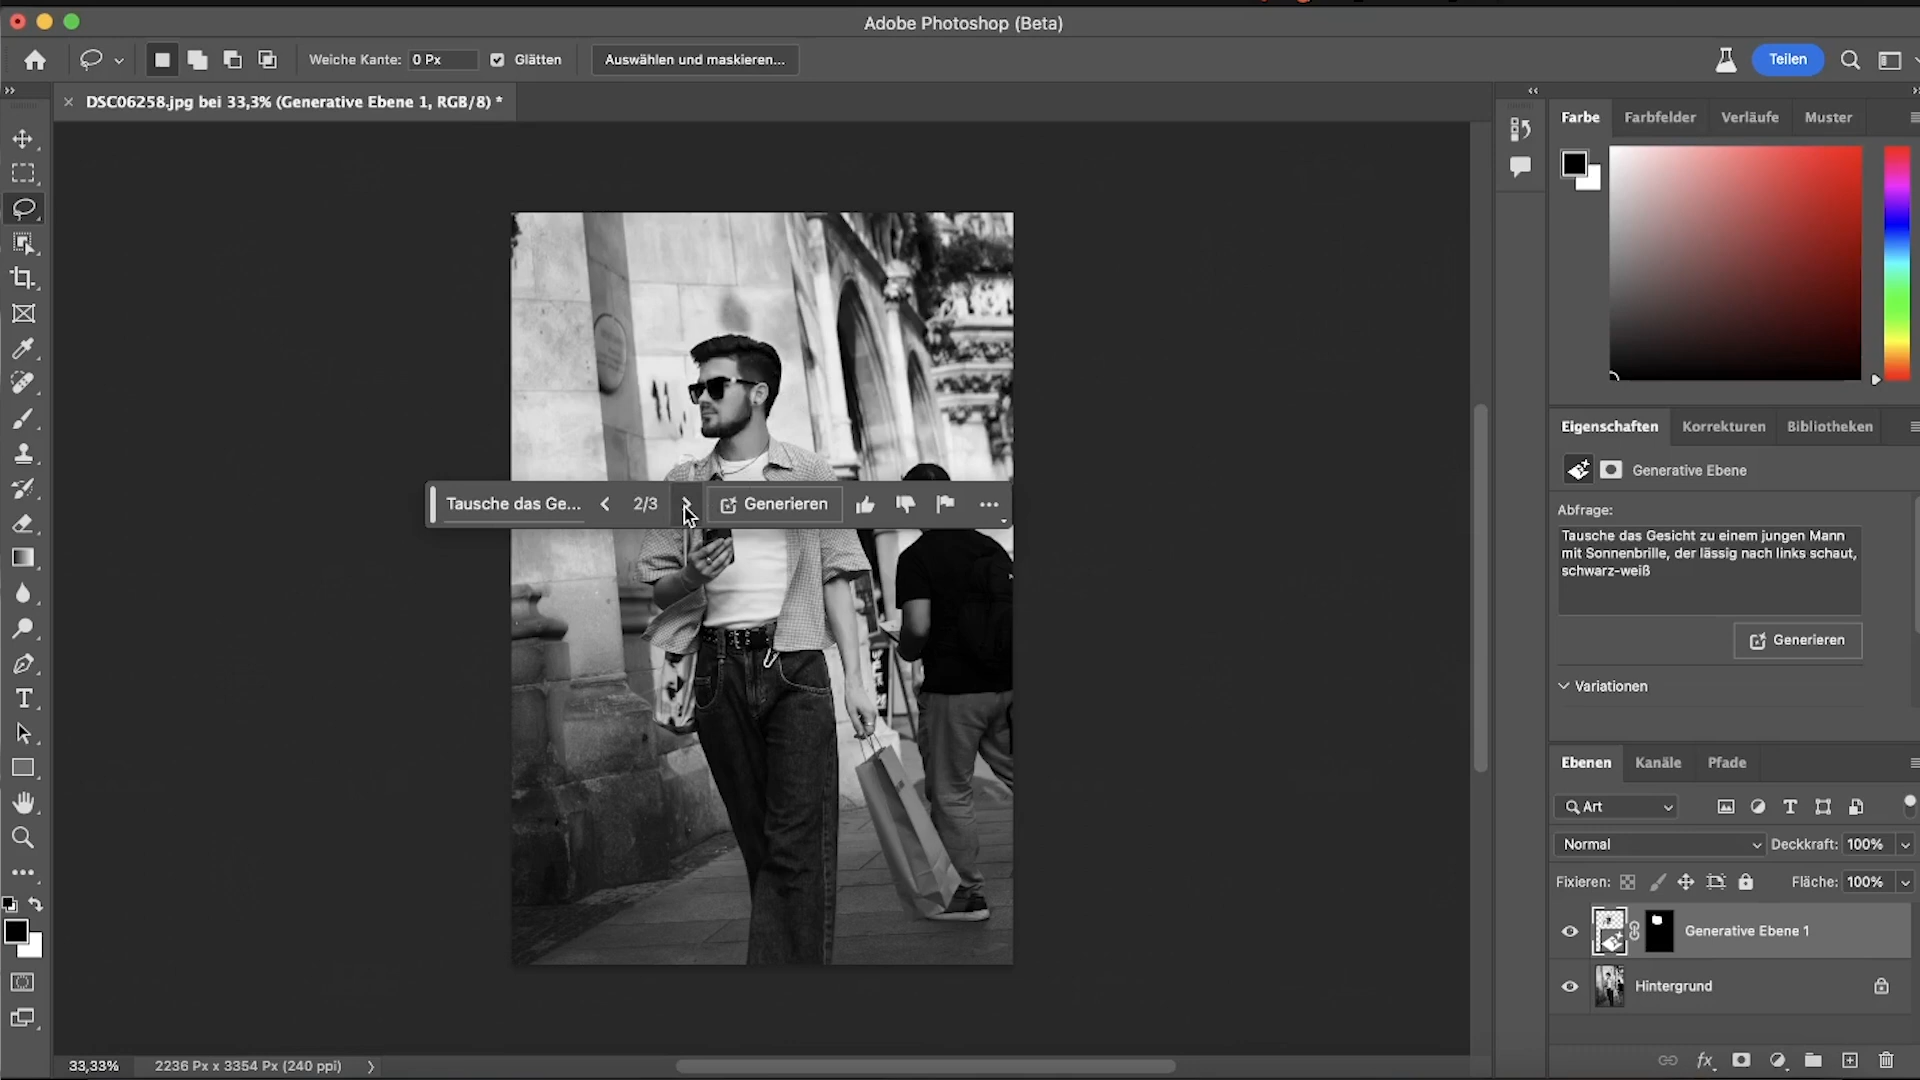 Adobe Photoshop (Beta)
Weiche Kante: 0 Px
Glätten
Auswählen und maskieren...
Teilen
DSC06258.jpg bei 33,3% (Generative Ebene 1, RGB/8) *
Farbe Farbfelder Verläufe Muster
Tausche das Ge... 2/3 Generieren
Eigenschaften Korrekturen Bibliotheken
Generative Ebene
Abfrage:
Tausche das Gesicht zu einem jungen Mann
mit Sonnenbrille, der lässig nach links schaut,
schwarz-weiß
Generieren
Variationen
Ebenen Kanäle Pfade
Art
Normal Deckkraft: 100%
Fixieren: Fläche: 100%
Generative Ebene 1
Hintergrund
33,33% 2236 Px x 3354 Px (240 ppi)